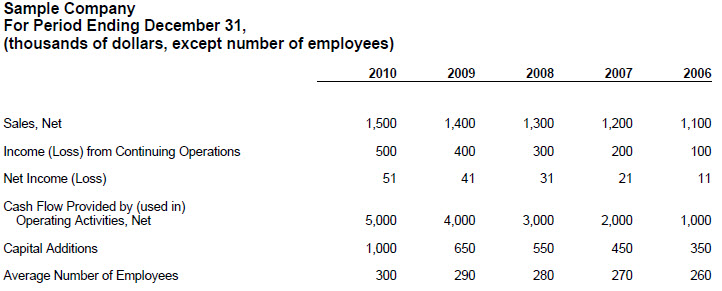 Sample Company
For Period Ending December 31,
(thousands of dollars, except number of employees)
2010 2009 2008 2007 2006
Sales, Net 1,500 1,400 1,300 1,200 1,100
Income (Loss) from Continuing Operations 500 400 300 200 100
Net Income (Loss) 51 41 31 21 11
Cash Flow Provided by (used in)
Operating Activities, Net 5,000 4,000 3,000 2,000 1,000
Capital Additions 1,000 650 550 450 350
Average Number of Employees 300 290 280 270 260